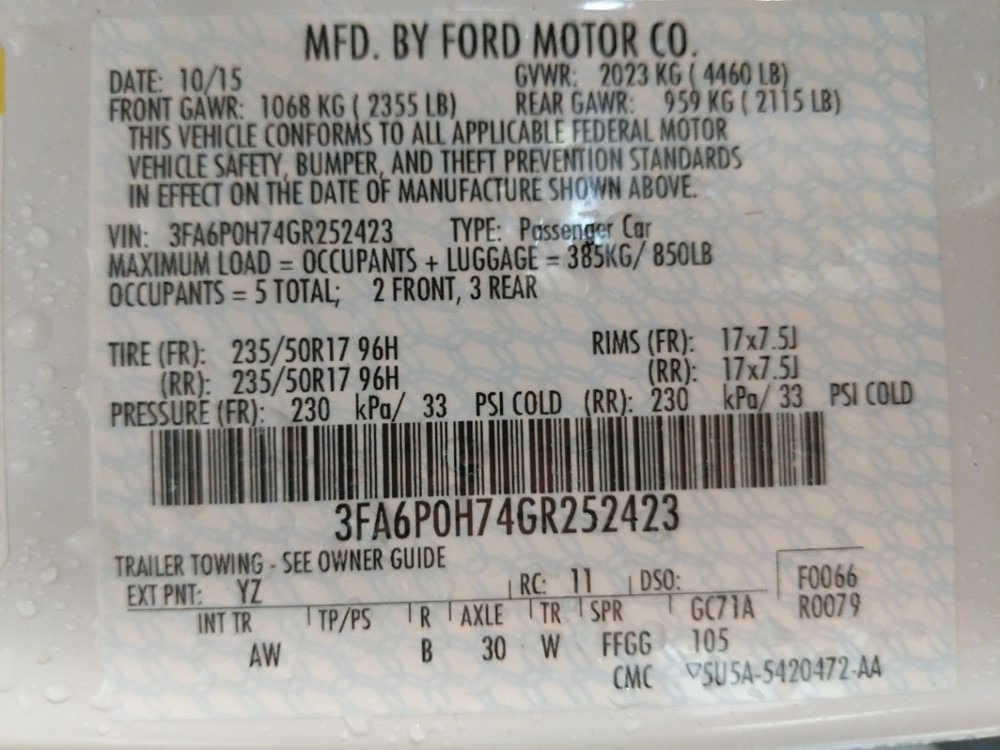 MFD. BY FORD MOTOR CO.
DATE: 10/15 GVWR: 2023 KG ( 4460 LB)
FRONT GAWR: 1068 KG ( 2355 LB) REAR GAWR: 959 KG ( 2115 LB)
THIS VEHICLE CONFORMS TO ALL APPLICABLE FEDERAL MOTOR
VEHICLE SAFETY, BUMPER, AND THEFT PREVENTION STANDARDS
IN EFFECT ON THE DATE OF MANUFACTURE SHOWN ABOVE.
VIN: 3FA6P0H74GR252423 TYPE: Passenger Car
MAXIMUM LOAD = OCCUPANTS + LUGGAGE = 385KG/ 850LB
OCCUPANTS = 5 TOTAL; 2 FRONT, 3 REAR
TIRE (FR): 235/50R17 96H RIMS (FR): 17x7.5J
(RR): 235/50R17 96H (RR): 17x7.5J
PRESSURE (FR): 230 kPa/ 33 PSI COLD (RR): 230 kPa/ 33 PSI COLD
3FA6P0H74GR252423
TRAILER TOWING - SEE OWNER GUIDE
EXT PNT: YZ RC: 11 DSO: F0066
INT TR TP/PS R AXLE TR SPR GC71A R0079
AW B 30 W FFGG 105
CMC ▽5U5A-5420472-AA